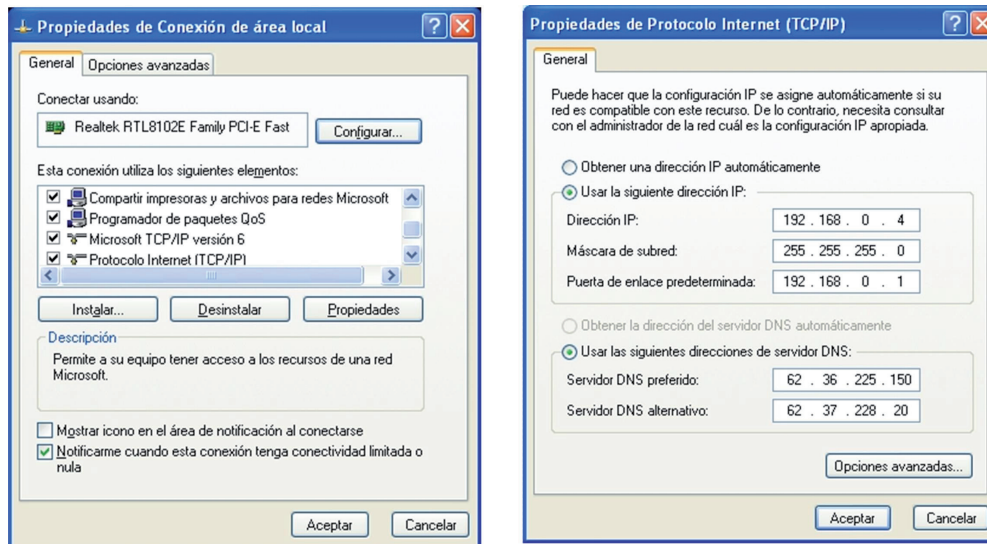 Propiedades de Conexión de área local
General
Opciones avanzadas
Conectar usando:
Realtek RTL8102E Family PCI-E Fast
Configurar...
Esta conexión utiliza los siguientes elementos:
Compartir impresoras y archivos para redes Microsoft
Programador de paquetes QoS
Microsoft TCP/IP versión 6
Protocolo Internet (TCP/IP)
Instalar...
Desinstalar
Propiedades
Descripción
Permite a su equipo tener acceso a los recursos de una red
Microsoft.
Mostrar icono en el área de notificación al conectarse
Notificarme cuando esta conexión tenga conectividad limitada o
nula
Aceptar
Cancelar
Propiedades de Protocolo Internet (TCP/IP)
General
Puede hacer que la configuración IP se asigne automáticamente si su
red es compatible con este recurso. De lo contrario, necesita consultar
con el administrador de la red cuál es la configuración IP apropiada.
Obtener una dirección IP automáticamente
Usar la siguiente dirección IP:
Dirección IP: 192 . 168 . 0 . 4
Máscara de subred: 255 . 255 . 255 . 0
Puerta de enlace predeterminada: 192 . 168 . 0 . 1
Obtener la dirección del servidor DNS automáticamente
Usar las siguientes direcciones de servidor DNS:
Servidor DNS preferido: 62 . 36 . 225 . 150
Servidor DNS alternativo: 62 . 37 . 228 . 20
Opciones avanzadas...
Aceptar
Cancelar